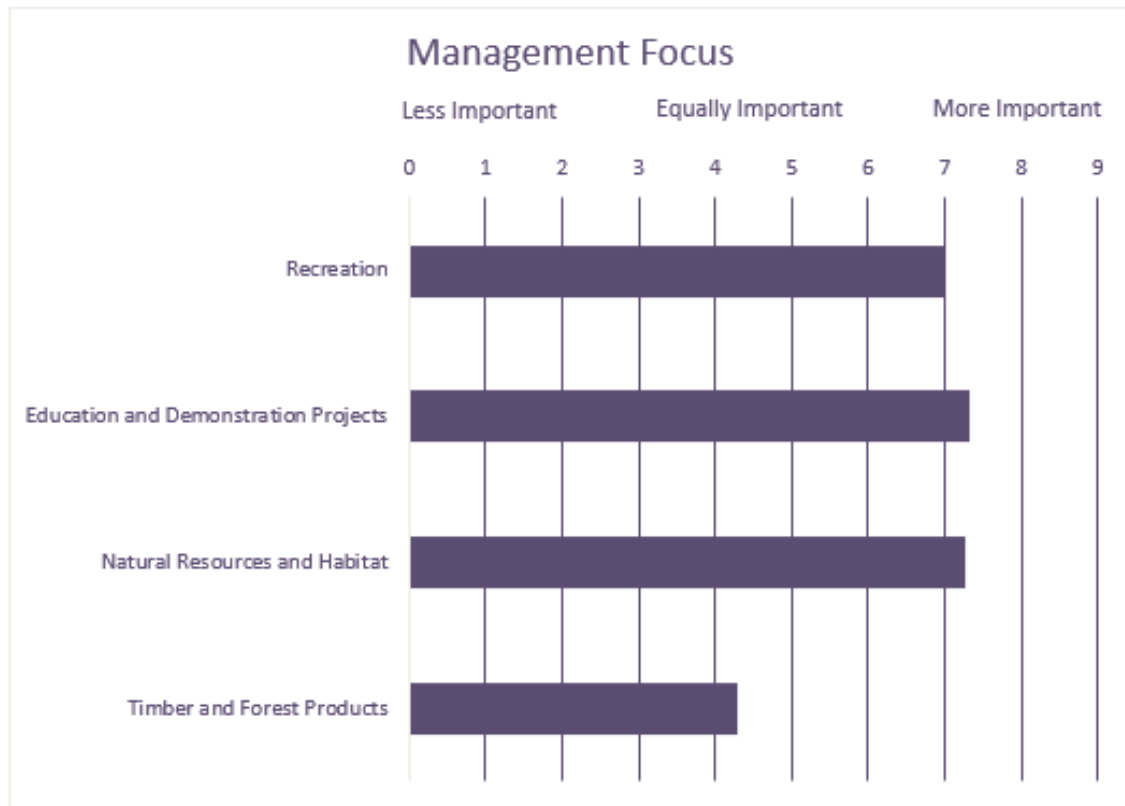 Management Focus
Less Important Equally Important More Important
0 1 2 3 4 5 6 7 8 9
Recreation
Education and Demonstration Projects
Natural Resources and Habitat
Timber and Forest Products